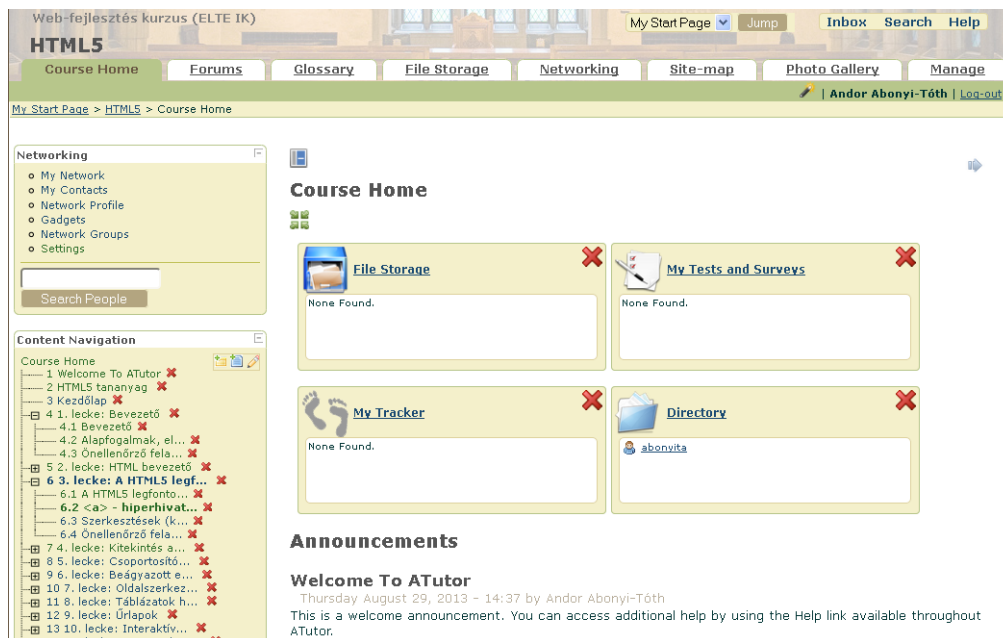 Web-fejlesztés kurzus (ELTE IK)
My Start Page Jump Inbox Search Help
HTML5
Course Home Forums Glossary File Storage Networking Site-map Photo Gallery Manage
| Andor Abonyi-Tóth | Log-out
My Start Page > HTML5 > Course Home
Networking
My Network
My Contacts
Network Profile
Gadgets
Network Groups
Settings
Search People
Content Navigation
Course Home
1 Welcome To ATutor
2 HTML5 tananyag
3 Kezdőlap
4 1. lecke: Bevezető
4.1 Bevezető
4.2 Alapfogalmak, el...
4.3 Önellenőrző fela...
5 2. lecke: HTML bevezető
6 3. lecke: A HTML5 legf...
6.1 A HTML5 legfonto...
6.2 <a> - hiperhivat...
6.3 Szerkesztések (k...
6.4 Önellenőrző fela...
7 4. lecke: Kitekintés a...
8 5. lecke: Csoportosító...
9 6. lecke: Beágyazott e...
10 7. lecke: Oldalszerkez...
11 8. lecke: Táblázatok h...
12 9. lecke: Űrlapok
13 10. lecke: Interaktív...
Course Home
File Storage
None Found.
My Tests and Surveys
None Found.
My Tracker
None Found.
Directory
abonyita
Announcements
Welcome To ATutor
Thursday August 29, 2013 - 14:37 by Andor Abonyi-Tóth
This is a welcome announcement. You can access additional help by using the Help link available throughout
ATutor.